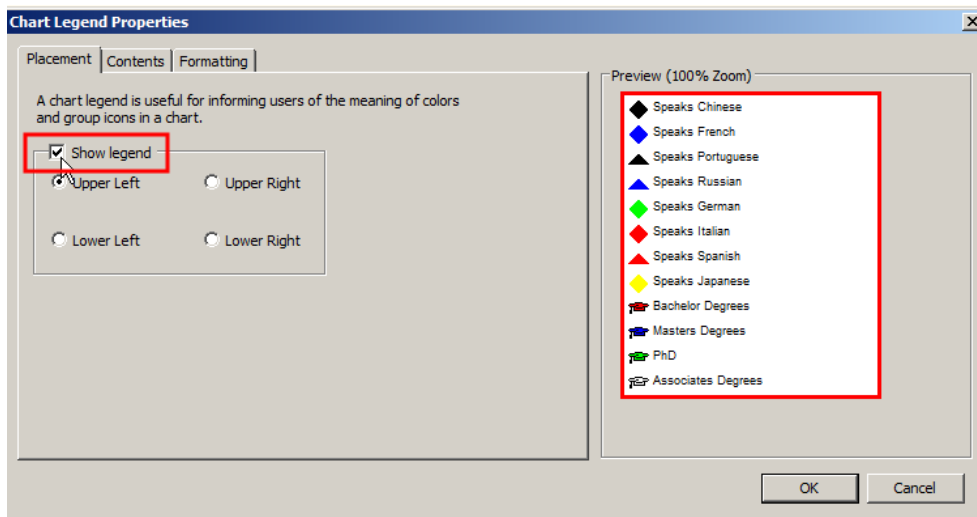 Chart Legend Properties
Placement Contents Formatting
A chart legend is useful for informing users of the meaning of colors
and group icons in a chart.
Show legend
Upper Left Upper Right
Lower Left Lower Right
Preview (100% Zoom)
Speaks Chinese
Speaks French
Speaks Portuguese
Speaks Russian
Speaks German
Speaks Italian
Speaks Spanish
Speaks Japanese
Bachelor Degrees
Masters Degrees
PhD
Associates Degrees
OK Cancel